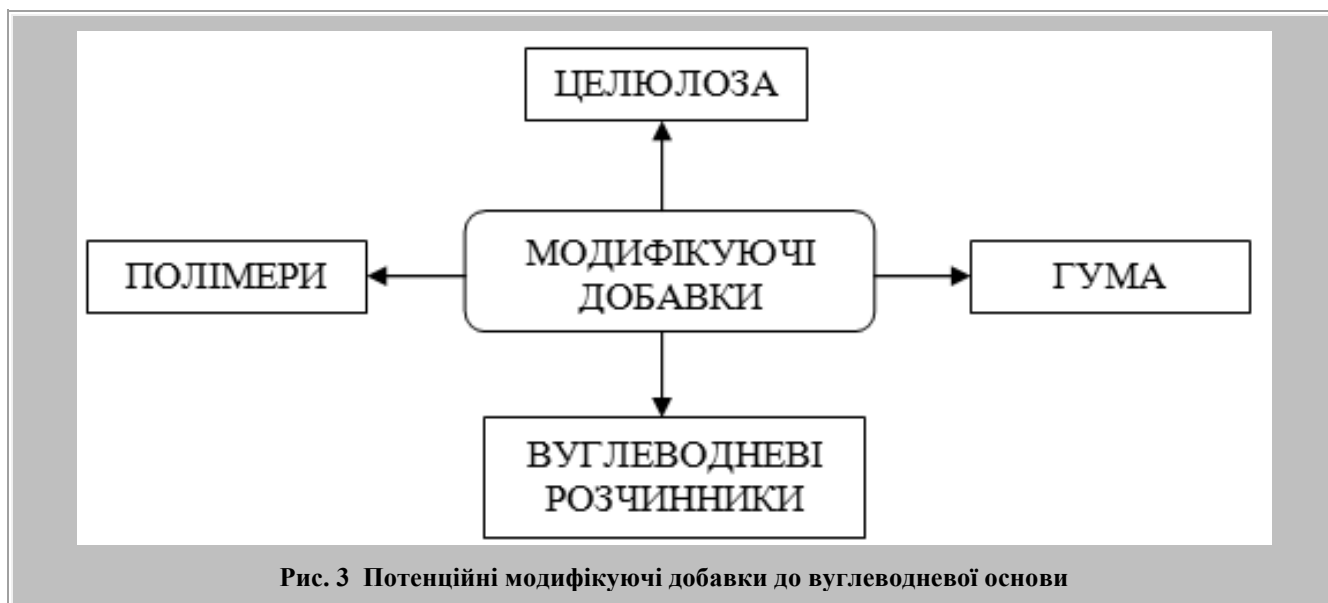 ЦЕЛЮЛОЗА
ПОЛІМЕРИ
МОДИФІКУЮЧІ
ДОБАВКИ
ГУМА
ВУГЛЕВОДНЕВІ
РОЗЧИННИКИ
Рис. 3 Потенційні модифікуючі добавки до вуглеводневої основи